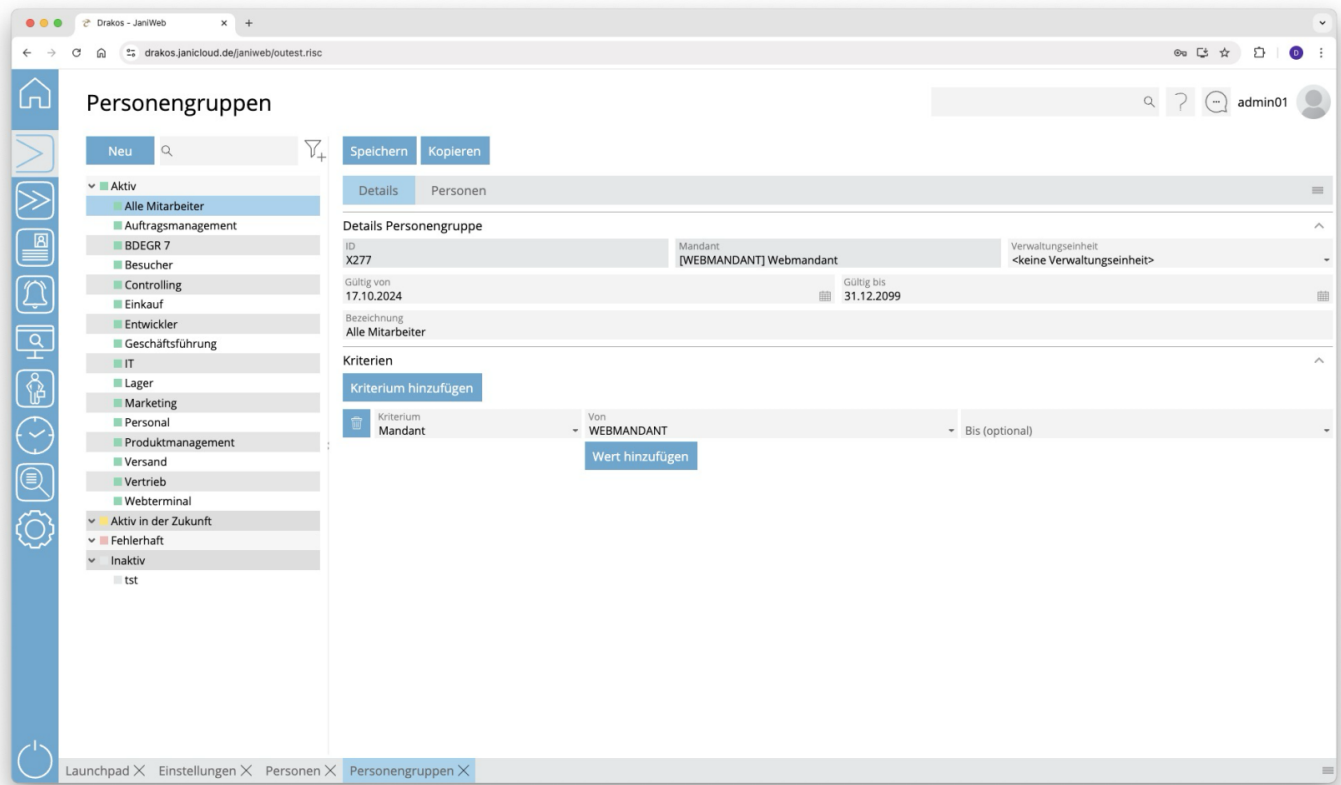 Drakos - JaniWeb
drakos.janicloud.de/janiweb/outest.risc
D
Personengruppen
admin01
Neu
Speichern Kopieren
Aktiv
Alle Mitarbeiter
Auftragsmanagement
BDEGR 7
Besucher
Controlling
Einkauf
Entwickler
Geschäftsführung
IT
Lager
Marketing
Personal
Produktmanagement
Versand
Vertrieb
Webterminal
Aktiv in der Zukunft
Fehlerhaft
Inaktiv
tst
Details Personen
Details Personengruppe
ID Mandant Verwaltungseinheit
X277 [WEBMANDANT] Webmandant <keine Verwaltungseinheit>
Gültig von Gültig bis
17.10.2024 31.12.2099
Bezeichnung
Alle Mitarbeiter
Kriterien
Kriterium hinzufügen
Kriterium Von
Mandant WEBMANDANT Bis (optional)
Wert hinzufügen
Launchpad Einstellungen Personen Personengruppen